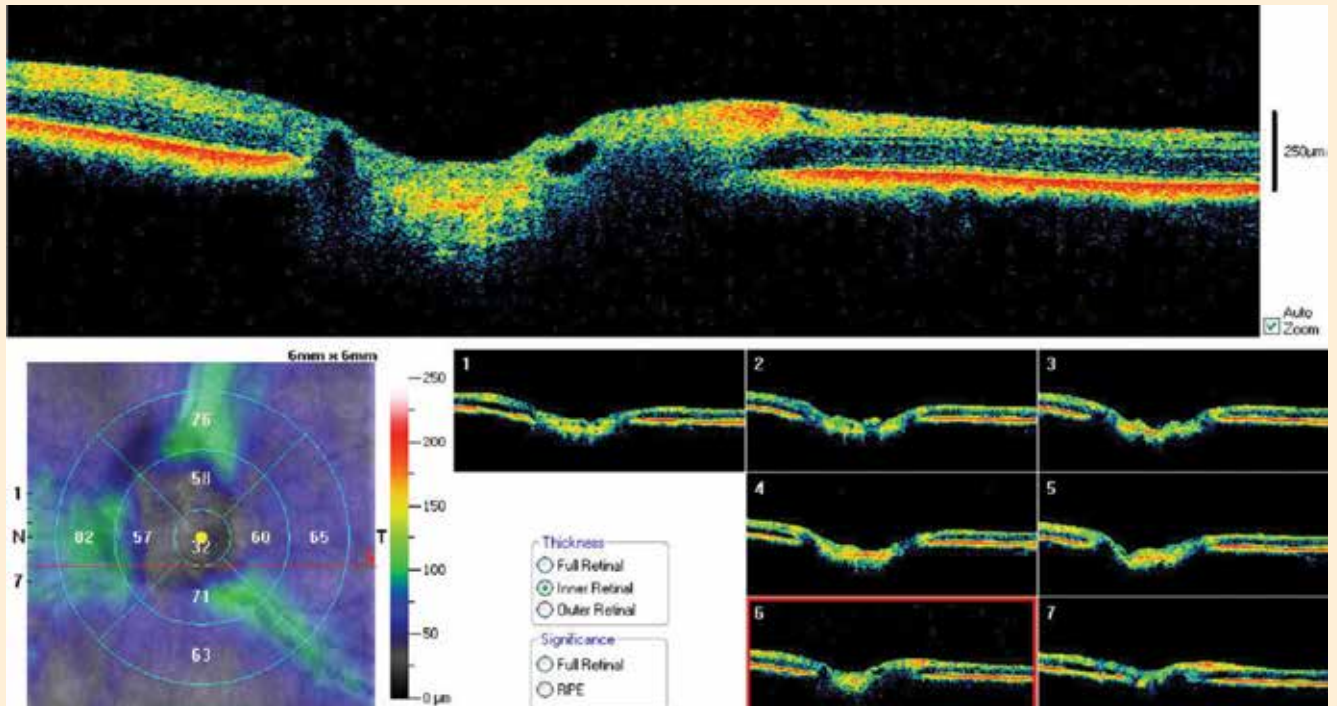 250µm
Auto
Zoom
6mm x 6mm
250
200
150
100
50
0 µm
1
N
7
T
6
76
58
82
57
32
60
65
71
63
1
2
3
4
5
6
7
Thickness
Full Retinal
Inner Retinal
Outer Retinal
Significance
Full Retinal
RPE